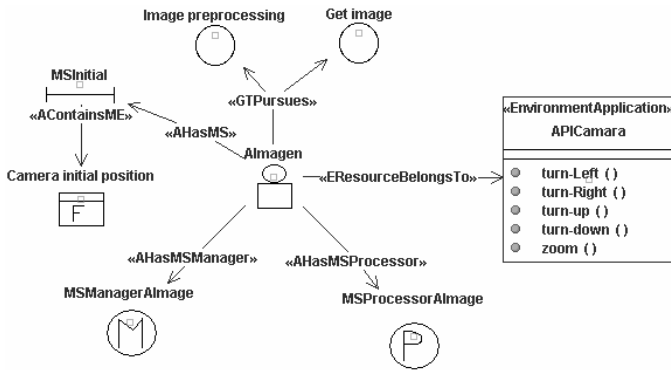 Image preprocessing
Get image
MSInitial
«GTPursues»
«AContainsME»
«AHasMS»
«EnvironmentApplication»
APICamara
AImagen
Camera initial position
«EResourceBelongsTo»
turn-Left ( )
turn-Right ( )
turn-up ( )
turn-down ( )
zoom ( )
F
«AHasMSManager»
«AHasMSProcessor»
MSManagerAImage
MSProcessorAImage
M
P